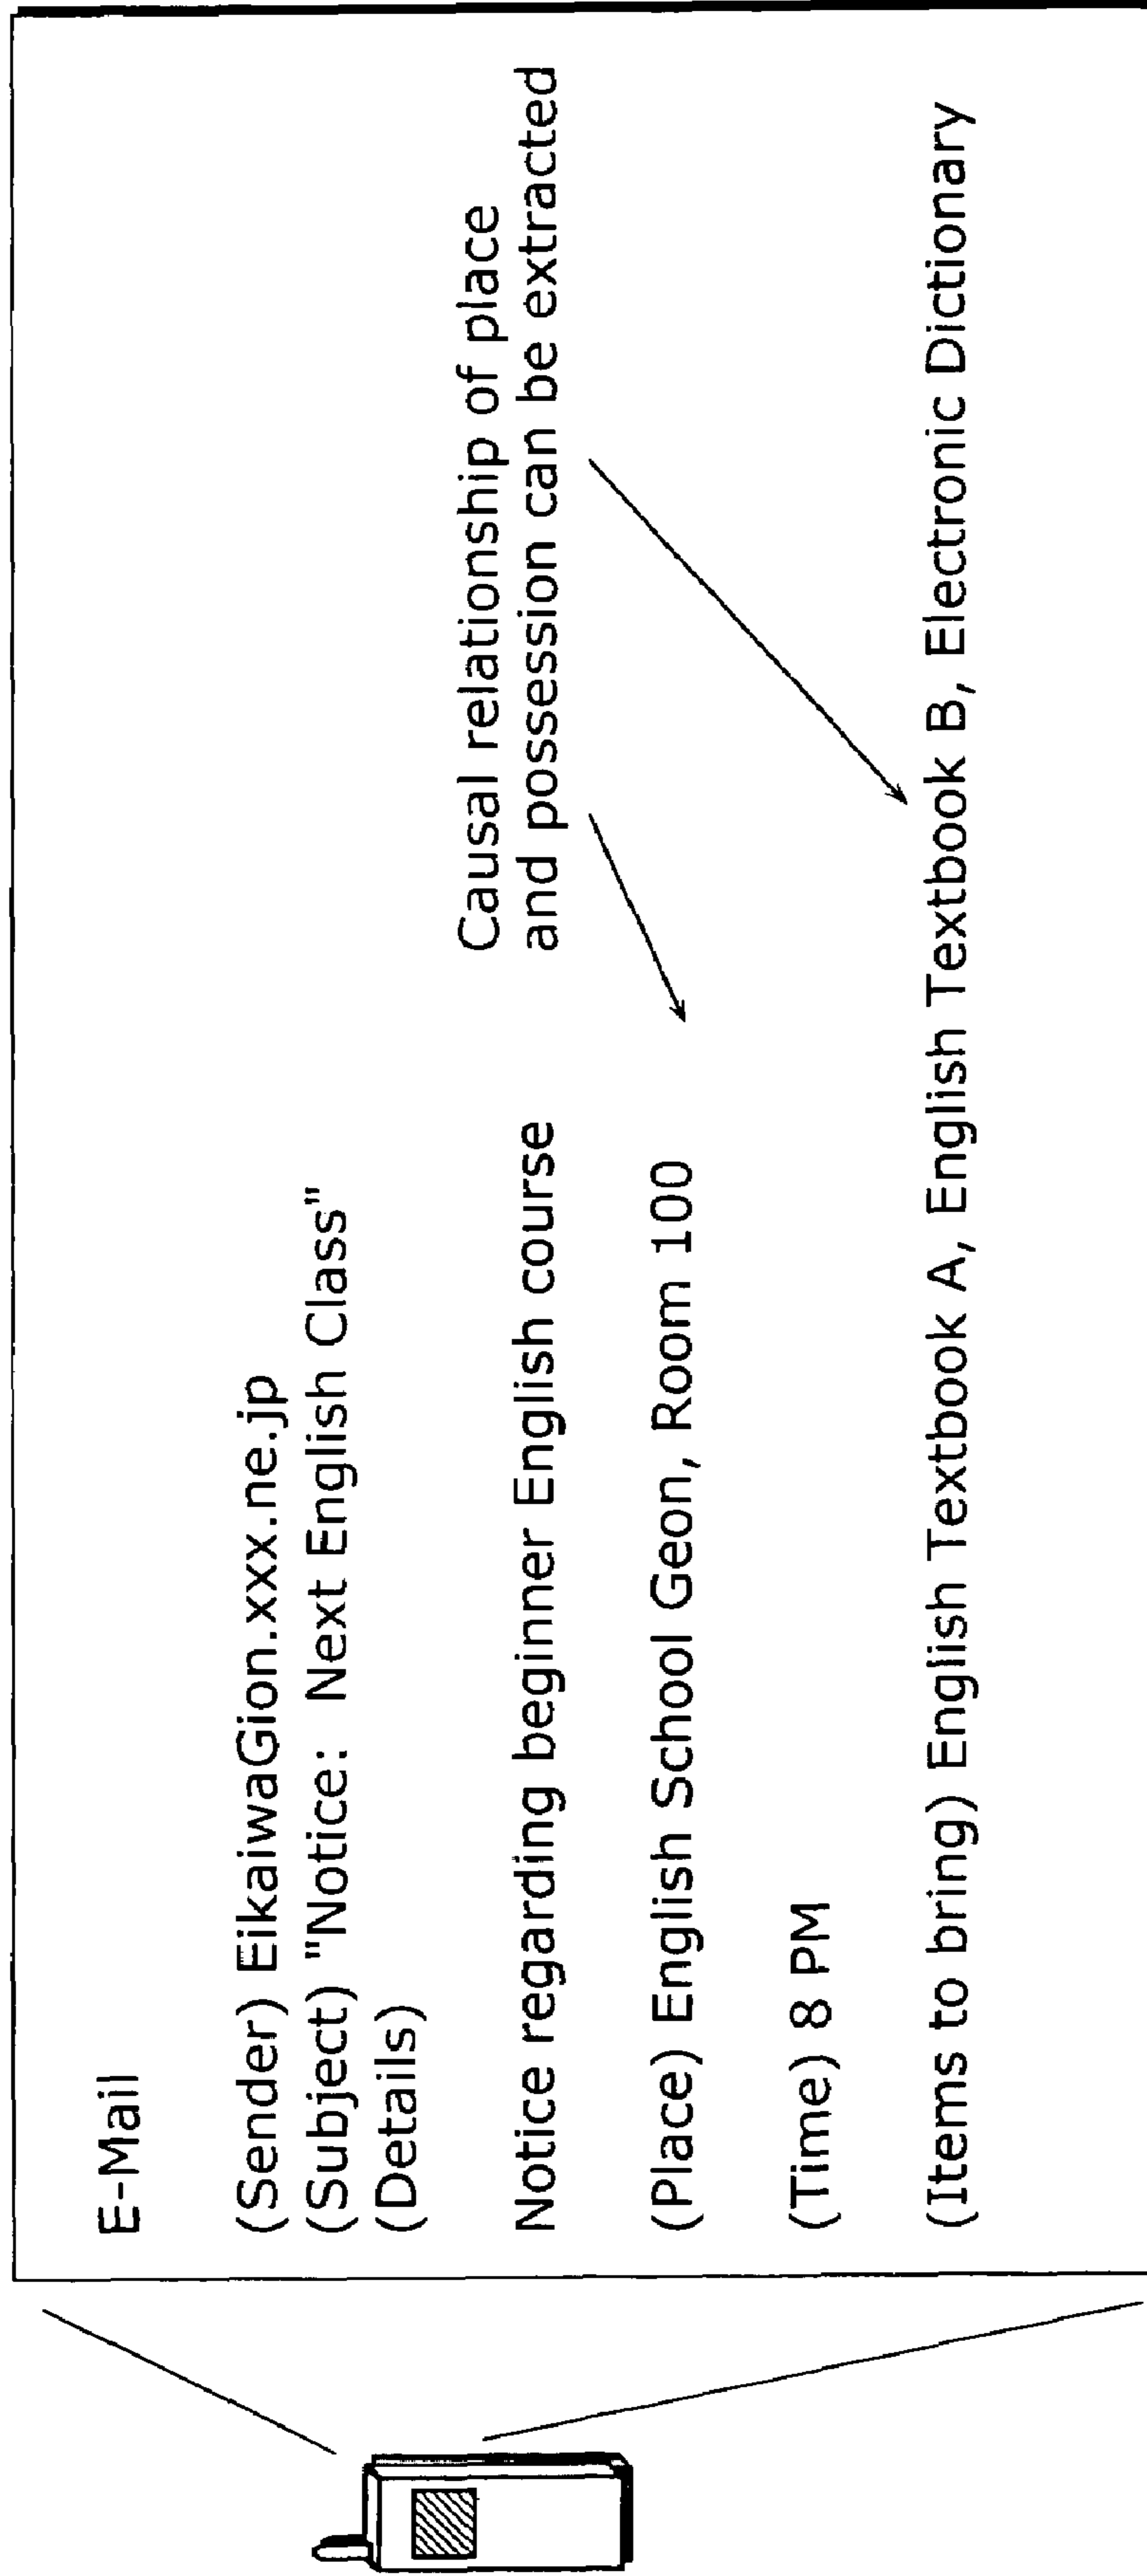 E-Mail
(Sender) EikaiwaGion.xxx.ne.jp
(Subject) "Notice: Next English Class"
(Details)
Causal relationship of place
and possession can be extracted
Notice regarding beginner English course
(Place) English School Geon, Room 100
(Time) 8 PM
(Items to bring) English Textbook A, English Textbook B, Electronic Dictionary